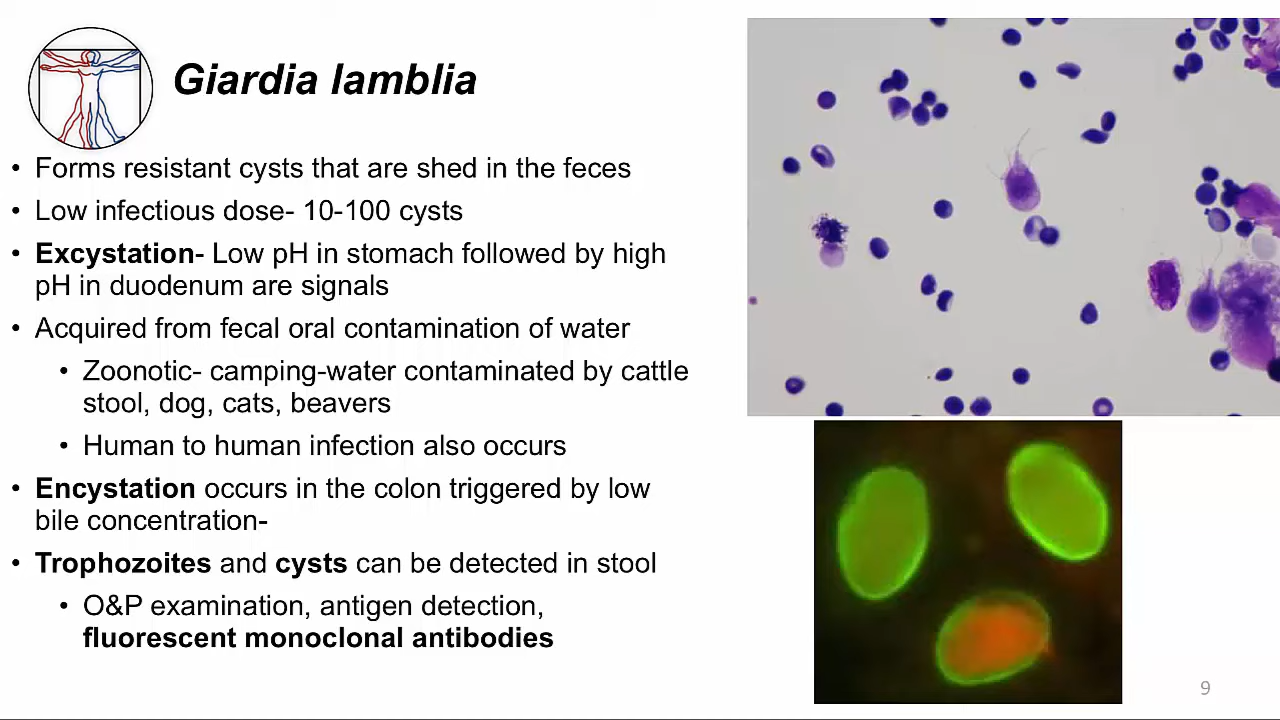 Giardia lamblia
• Forms resistant cysts that are shed in the feces
• Low infectious dose- 10-100 cysts
• Excystation- Low pH in stomach followed by high
pH in duodenum are signals
• Acquired from fecal oral contamination of water
• Zoonotic- camping-water contaminated by cattle
stool, dog, cats, beavers
• Human to human infection also occurs
• Encystation occurs in the colon triggered by low
bile concentration-
• Trophozoites and cysts can be detected in stool
• O&P examination, antigen detection,
fluorescent monoclonal antibodies
9